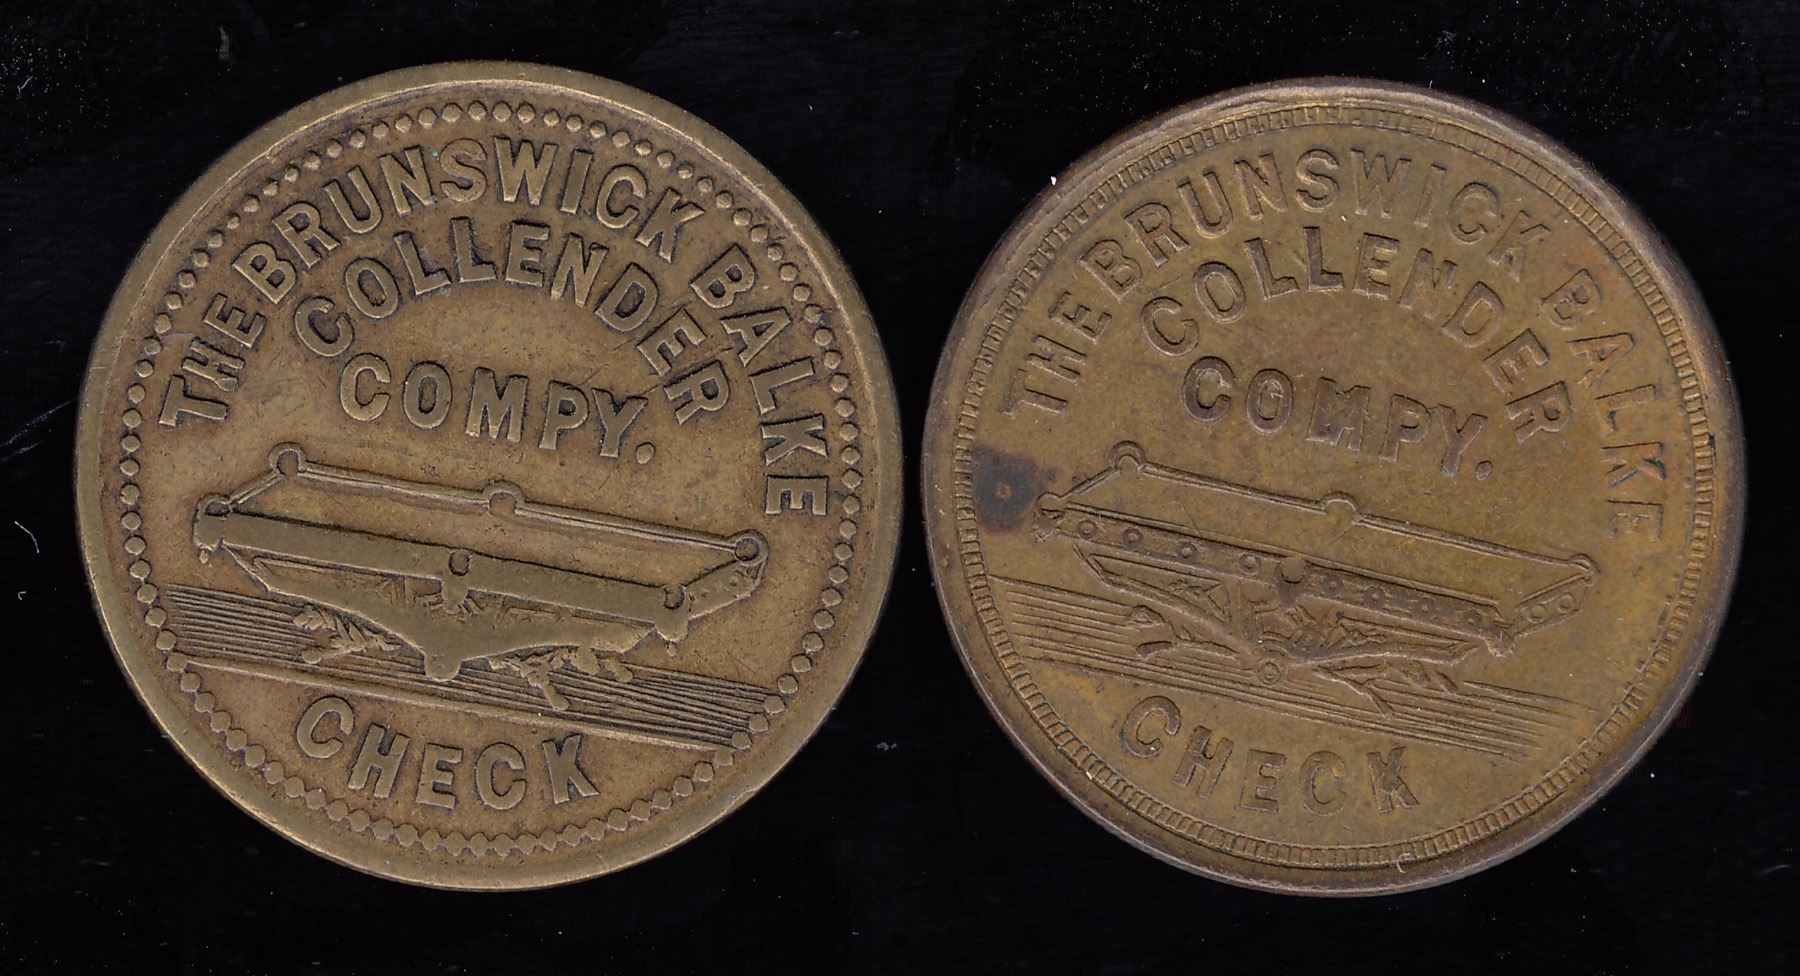 THE BRUNSWICK BALKE
COLLENDER
COMPY.
CHECK
THE BRUNSWICK BALKE
COLLENDER
COMPY.
CHECK